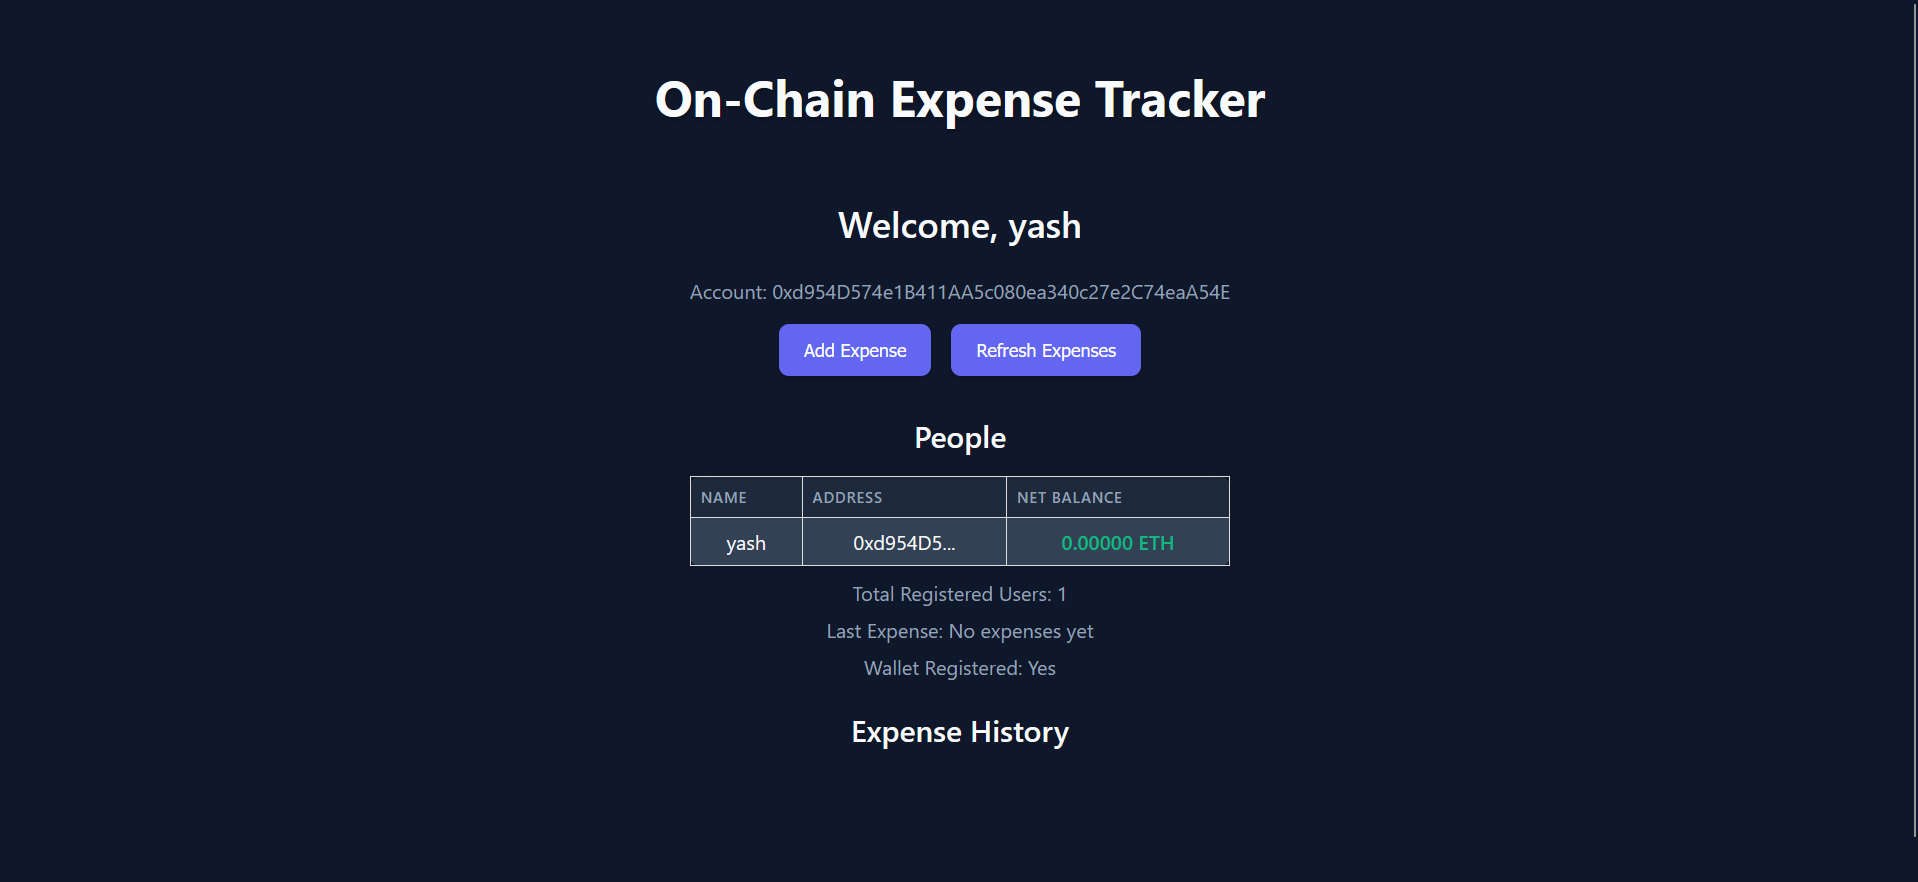 On-Chain Expense Tracker
Welcome, yash
Account: 0xd954D574e1B411AA5c080ea340c27e2C74eaA54E
Add Expense Refresh Expenses
People
NAME ADDRESS NET BALANCE
yash 0xd954D5... 0.00000 ETH
Total Registered Users: 1
Last Expense: No expenses yet
Wallet Registered: Yes
Expense History